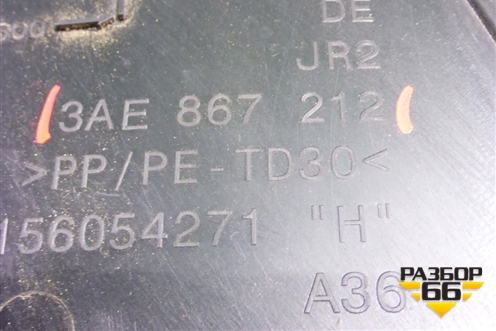 DE
JR2
3AE 867 212
>PP/PE-TD30<
156054271 "H"
A36
РАЗБОР
66